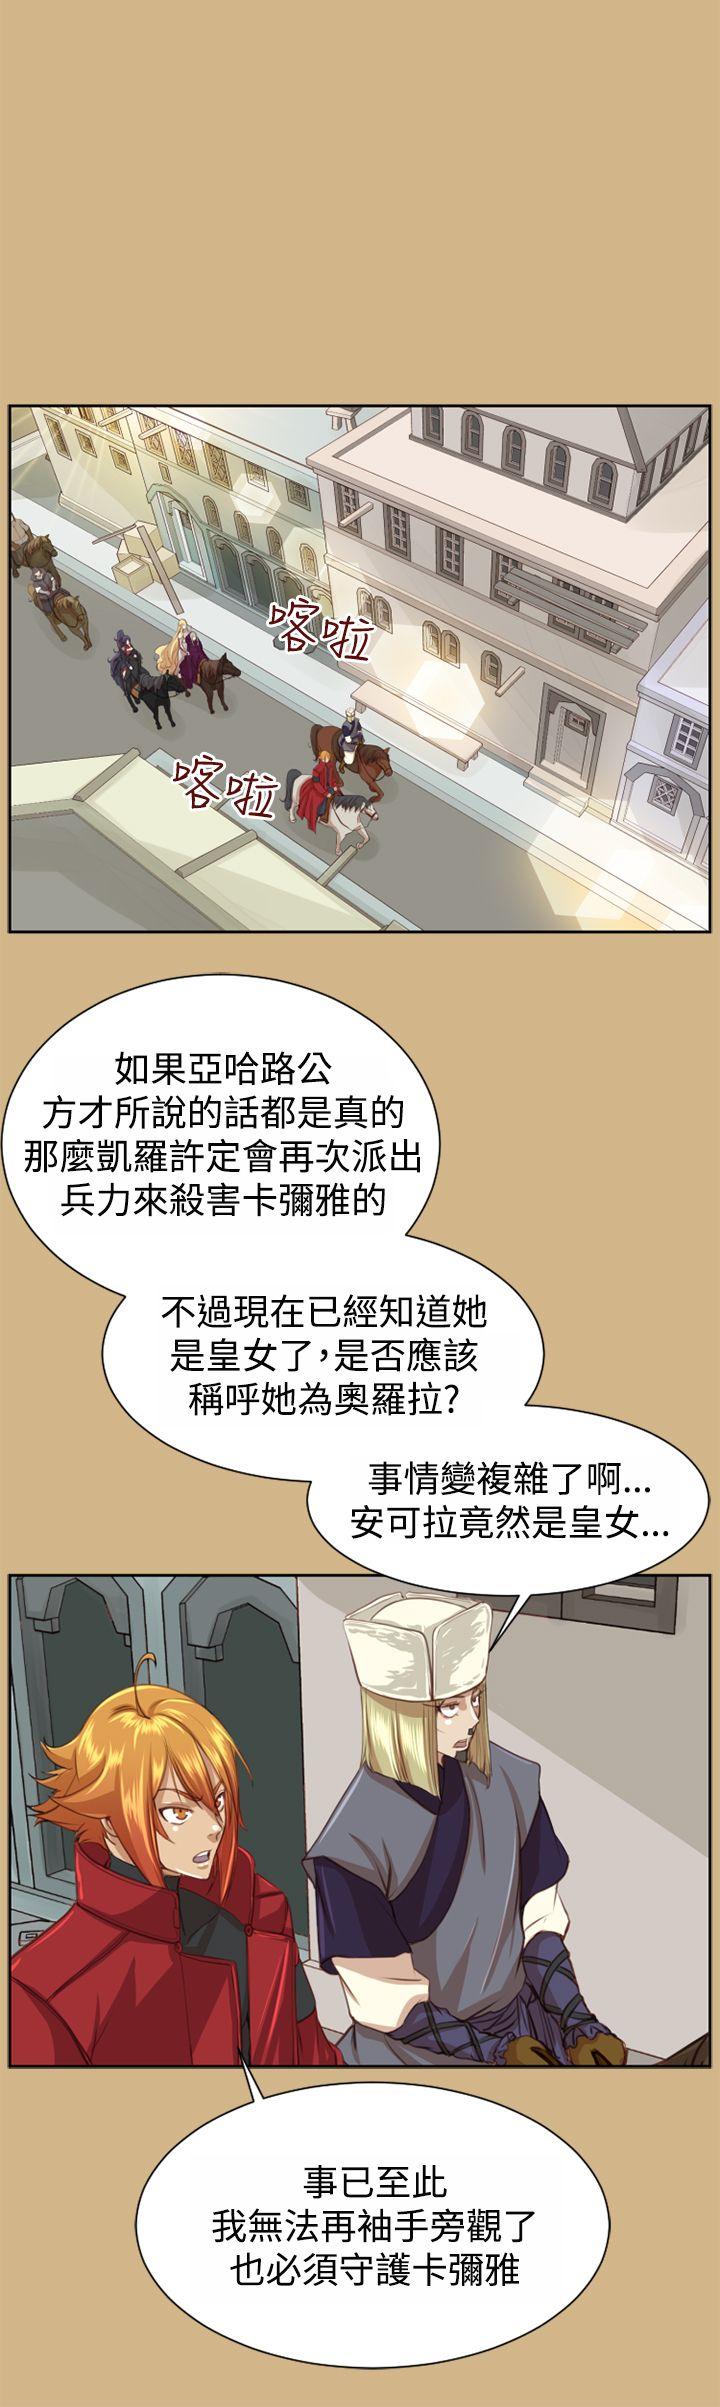 喀啦
喀啦
如果亞哈路公
方才所說的話都是真的
那麼凱羅許定會再次派出
兵力來殺害卡彌雅的
不過現在已經知道她
是皇女了，是否應該
稱呼她為奧羅拉?
事情變複雜了啊...
安可拉竟然是皇女...
事已至此
我無法再袖手旁觀了
也必須守護卡彌雅